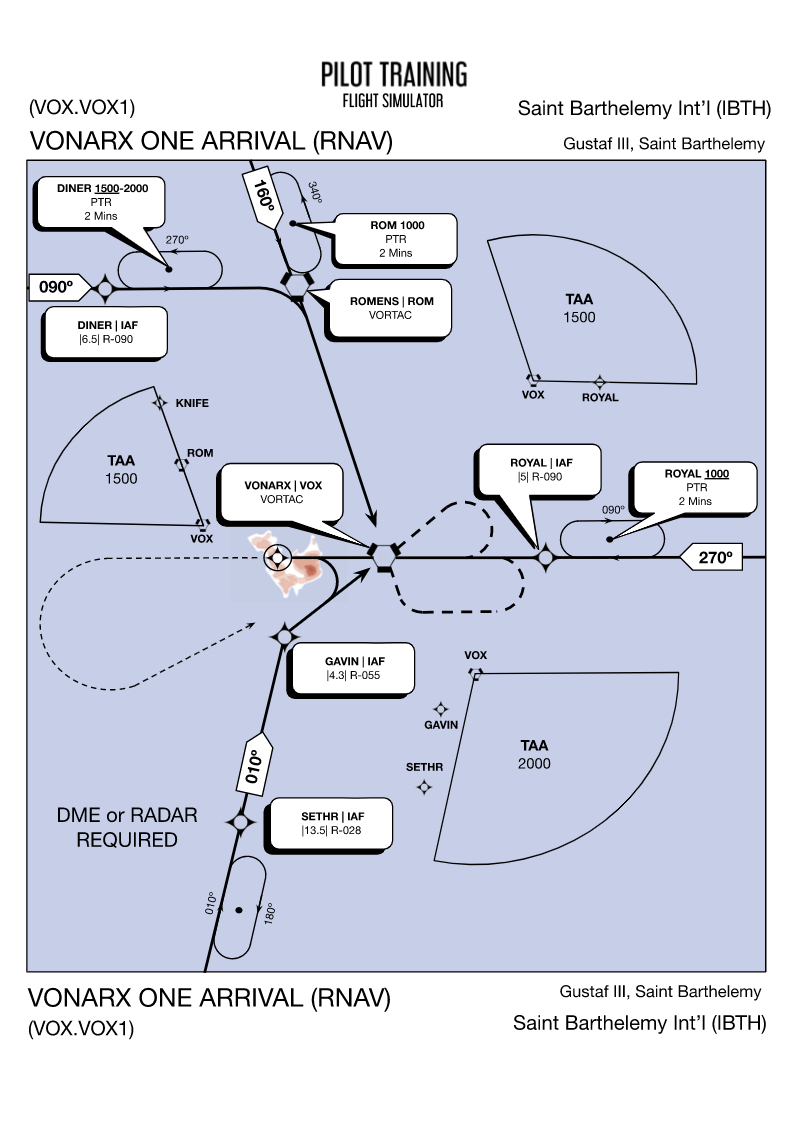 PILOT TRAINING
FLIGHT SIMULATOR
(VOX.VOX1)
Saint Barthelemy Int'l (IBTH)
VONARX ONE ARRIVAL (RNAV)
Gustaf III, Saint Barthelemy
DINER 1500-2000
PTR
2 Mins
270º
160º
340º
ROM 1000
PTR
2 Mins
090º
ROMENS | ROM
VORTAC
DINER | IAF
|6.5| R-090
TAA
1500
VOX
ROYAL
KNIFE
ROM
TAA
1500
VOX
VONARX | VOX
VORTAC
ROYAL | IAF
|5| R-090
ROYAL 1000
PTR
2 Mins
090º
270º
GAVIN | IAF
|4.3| R-055
VOX
GAVIN
SETHR
TAA
2000
010º
DME or RADAR
REQUIRED
SETHR | IAF
|13.5| R-028
010º
180º
VONARX ONE ARRIVAL (RNAV)
Gustaf III, Saint Barthelemy
(VOX.VOX1)
Saint Barthelemy Int'l (IBTH)